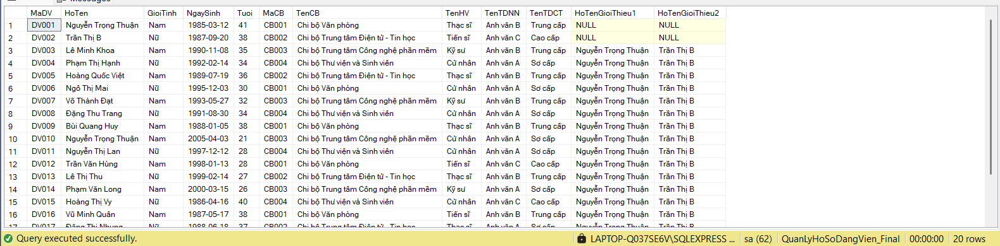 Messages
MaDV HoTen GioiTinh NgaySinh Tuoi MaCB TenCB TenHV TenTDNN TenTDCT HoTenGioiThieu1 HoTenGioiThieu2
1 DV001 Nguyễn Trọng Thuận Nam 1985-03-12 41 CB001 Chi bộ Văn phòng Thạc sĩ Anh văn B Trung cấp NULL NULL
2 DV002 Trần Thị B Nữ 1987-09-20 38 CB002 Chi bộ Trung tâm Điện tử - Tin học Tiến sĩ Anh văn C Cao cấp NULL NULL
3 DV003 Lê Minh Khoa Nam 1990-11-08 35 CB003 Chi bộ Trung tâm Công nghệ phần mềm Kỹ sư Anh văn B Trung cấp Nguyễn Trọng Thuận Trần Thị B
4 DV004 Phạm Thị Hạnh Nữ 1992-02-14 34 CB004 Chi bộ Thư viện và Sinh viên Cử nhân Anh văn A Sơ cấp Nguyễn Trọng Thuận Trần Thị B
5 DV005 Hoàng Quốc Việt Nam 1989-07-19 36 CB002 Chi bộ Trung tâm Điện tử - Tin học Thạc sĩ Anh văn B Trung cấp Nguyễn Trọng Thuận Trần Thị B
6 DV006 Ngô Thị Mai Nữ 1995-12-03 30 CB001 Chi bộ Văn phòng Cử nhân Anh văn A Sơ cấp Nguyễn Trọng Thuận Trần Thị B
7 DV007 Võ Thành Đạt Nam 1993-05-27 32 CB003 Chi bộ Trung tâm Công nghệ phần mềm Kỹ sư Anh văn B Trung cấp Nguyễn Trọng Thuận Trần Thị B
8 DV008 Đặng Thu Trang Nữ 1991-08-30 34 CB004 Chi bộ Thư viện và Sinh viên Cử nhân Anh văn A Sơ cấp Nguyễn Trọng Thuận Trần Thị B
9 DV009 Bùi Quang Huy Nam 1988-01-05 38 CB001 Chi bộ Văn phòng Thạc sĩ Anh văn B Trung cấp Nguyễn Trọng Thuận Trần Thị B
10 DV010 Nguyễn Trọng Thuận Nam 2005-04-03 21 CB003 Chi bộ Trung tâm Công nghệ phần mềm Cử nhân Anh văn A Sơ cấp Nguyễn Trọng Thuận Trần Thị B
11 DV011 Nguyễn Thị Lan Nữ 1997-12-12 28 CB004 Chi bộ Thư viện và Sinh viên Cử nhân Anh văn A Sơ cấp Nguyễn Trọng Thuận Trần Thị B
12 DV012 Trần Văn Hùng Nam 1998-01-13 28 CB001 Chi bộ Văn phòng Tiến sĩ Anh văn C Cao cấp Nguyễn Trọng Thuận Trần Thị B
13 DV013 Lê Thị Thu Nữ 1999-02-14 27 CB002 Chi bộ Trung tâm Điện tử - Tin học Thạc sĩ Anh văn B Trung cấp Nguyễn Trọng Thuận Trần Thị B
14 DV014 Phạm Văn Long Nam 2000-03-15 26 CB003 Chi bộ Trung tâm Công nghệ phần mềm Kỹ sư Anh văn A Sơ cấp Nguyễn Trọng Thuận Trần Thị B
15 DV015 Hoàng Thị Vy Nữ 1986-04-16 40 CB004 Chi bộ Thư viện và Sinh viên Cử nhân Anh văn C Cao cấp Nguyễn Trọng Thuận Trần Thị B
16 DV016 Vũ Minh Quân Nam 1987-05-17 38 CB001 Chi bộ Văn phòng Tiến sĩ Anh văn B Trung cấp Nguyễn Trọng Thuận Trần Thị B
17 DV017 Đặng Thị Nhung Nữ 1988-06-18 37 CB002 Chi bộ Trung tâm Điện tử - Tin học Thạc sĩ Anh văn A Sơ cấp Nguyễn Trọng Thuận Trần Thị B
Query executed successfully. LAPTOP-Q037SE6V\SQLEXPRESS ... sa (62) QuanLyHoSoDangVien_Final 00:00:00 20 rows